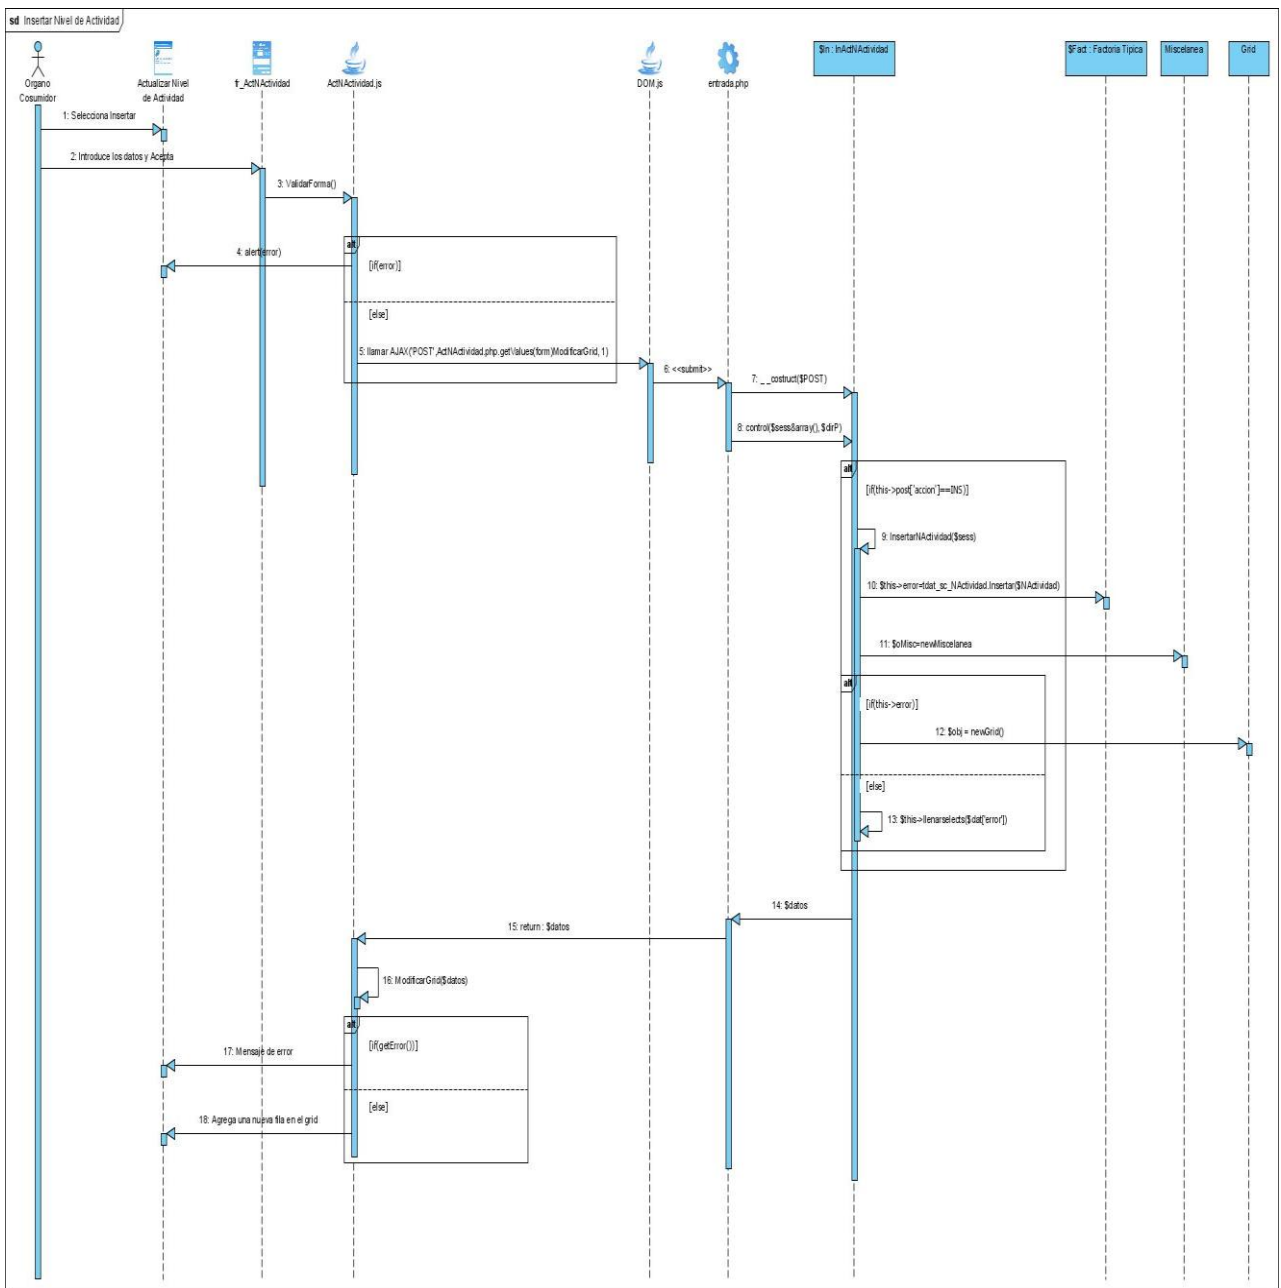 sd Insertar Nivel de Actividad
Organo
Cosumidor
Actualizar Nivel
de Actividad
fr_ActNActividad
ActNActividad.js
DOM.js
entrada.php
$In : InActNActividad
$Fact : Factoria Tipica
Miscelanea
Grid
1: Selecciona Insertar
2: Introduce los datos y Acepta
3: ValidarForma()
alt
4: alert(error)
[if(error)]
[else]
5: llamar AJAX('POST',ActNActividad.php.getValues(form)ModificarGrid, 1)
6: <<submit>>
7: _ _costruct($POST)
8: control($sess&array(), $dirP)
alt
[if(this->post['accion']==INS)]
9: InsertarNActividad($sess)
10: $this->error=tdat_sc_NActividad.Insertar($NActividad)
11: $oMisc=newMiscelanea
alt
[if(this->error)]
12: $obj = newGrid()
[else]
13: $this->llenarselects($dat['error'])
14: $datos
15: return : $datos
16: ModificarGrid($datos)
alt
[if(getError())]
17: Mensaje de error
[else]
18: Agrega una nueva fila en el grid